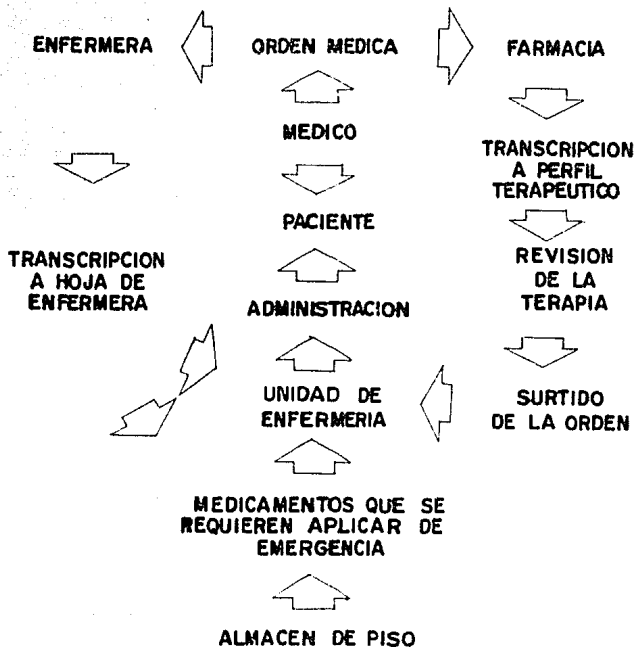 ENFERMERA
ORDEN MEDICA
FARMACIA
MEDICO
TRANSCRIPCION
A PERFIL
TERAPEUTICO
PACIENTE
TRANSCRIPCION
A HOJA DE
ENFERMERA
REVISION
DE LA
TERAPIA
ADMINISTRACION
UNIDAD DE
ENFERMERIA
SURTIDO
DE LA ORDEN
MEDICAMENTOS QUE SE
REQUIEREN APLICAR DE
EMERGENCIA
ALMACEN DE PISO